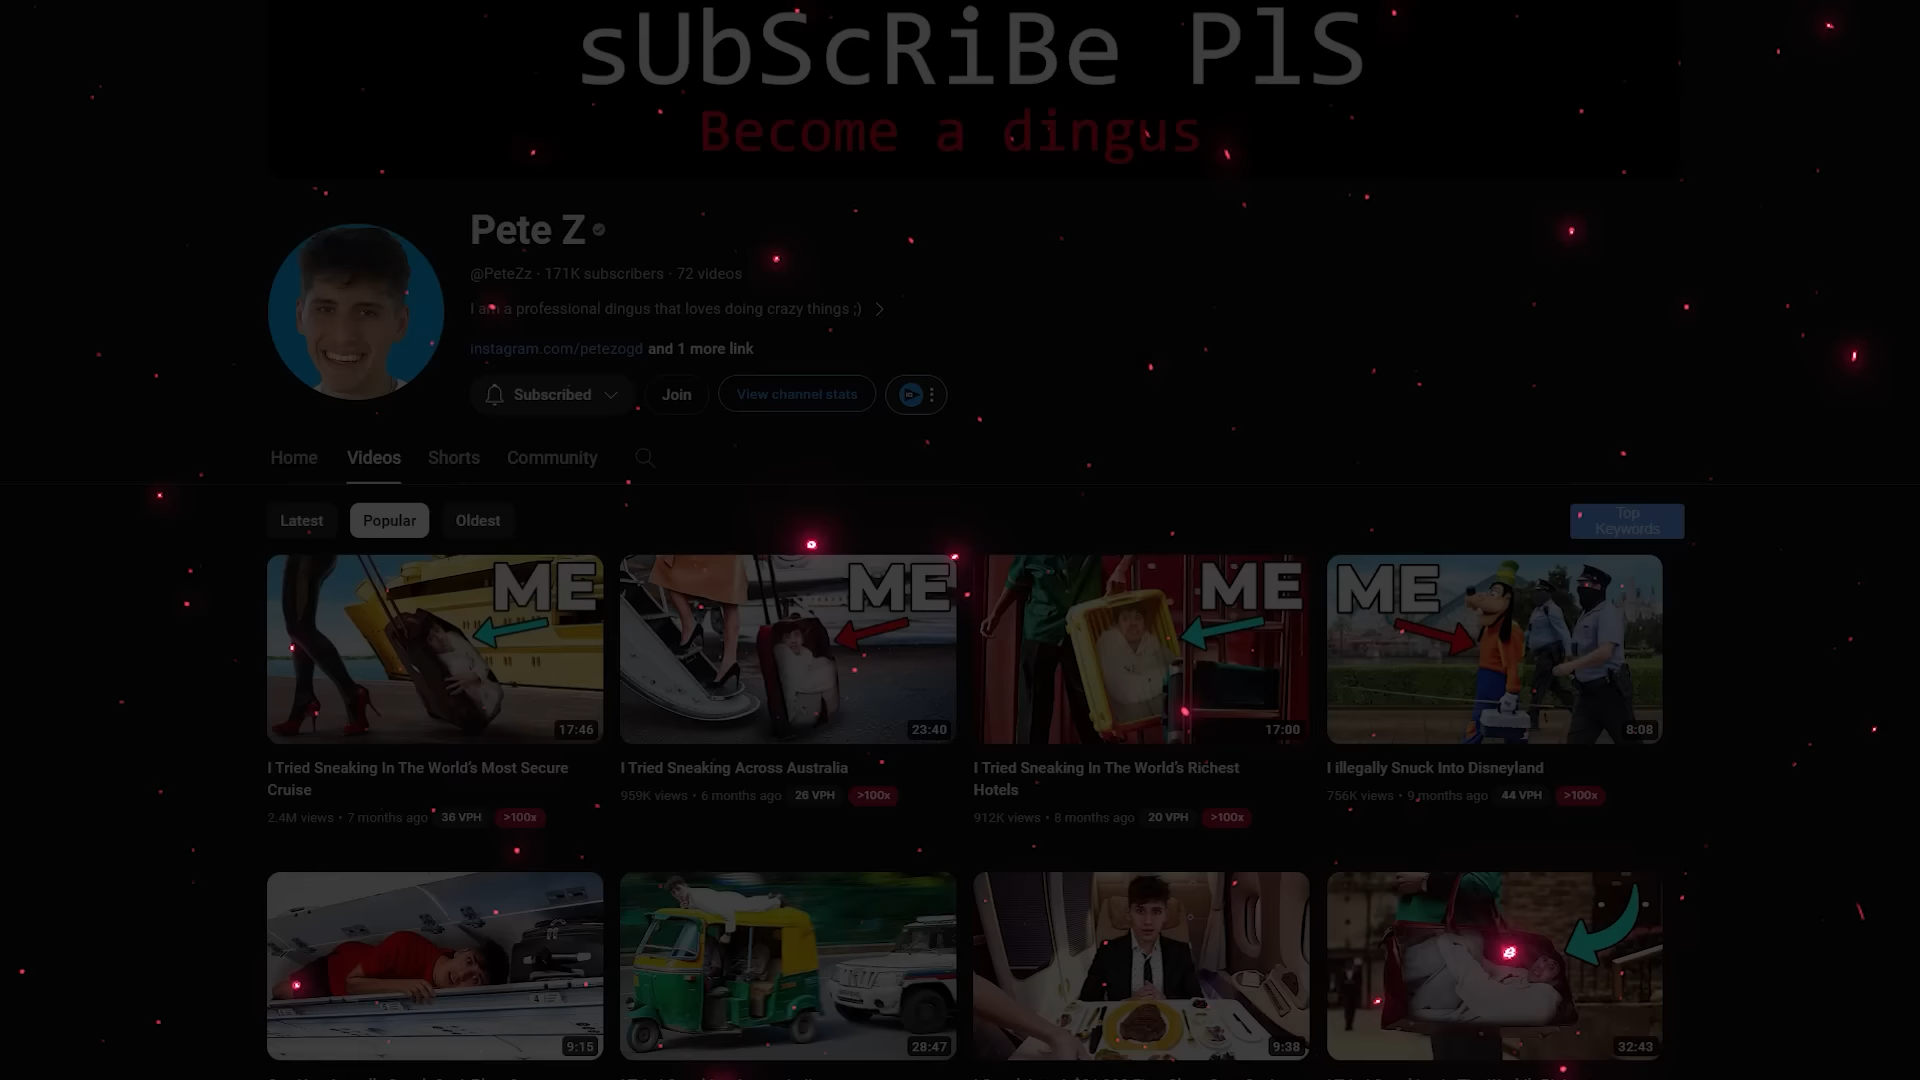 sUbScRiBe PlS
Become a dingus
Pete Z
@PeteZz · 171K subscribers · 72 videos
I am a professional dingus that loves doing crazy things ;)
instagram.com/petezogd and 1 more link
Subscribed
Join
View channel stats
Home
Videos
Shorts
Community
Latest
Popular
Oldest
Top
Keywords
ME
17:46
ME
23:40
ME
17:00
ME
8:08
I Tried Sneaking In The World's Most Secure
Cruise
2.4M views • 7 months ago 36 VPH >100x
I Tried Sneaking Across Australia
959K views • 6 months ago 26 VPH >100x
I Tried Sneaking In The World's Richest
Hotels
912K views • 8 months ago 20 VPH >100x
I illegally Snuck Into Disneyland
756K views • 9 months ago 44 VPH >100x
9:15
28:47
9:38
32:43